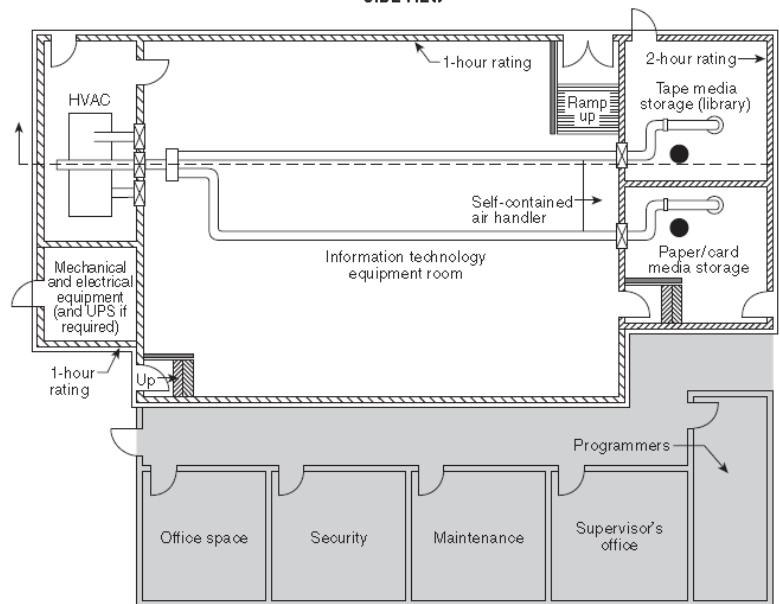 1-hour rating
2-hour rating
HVAC
Tape media
storage (library)
Ramp
up
Self-contained
air handler
Information technology
equipment room
Paper/card
media storage
Mechanical
and electrical
equipment
(and UPS if
required)
1-hour
rating
Up
Programmers
Office space
Security
Maintenance
Supervisor's
office